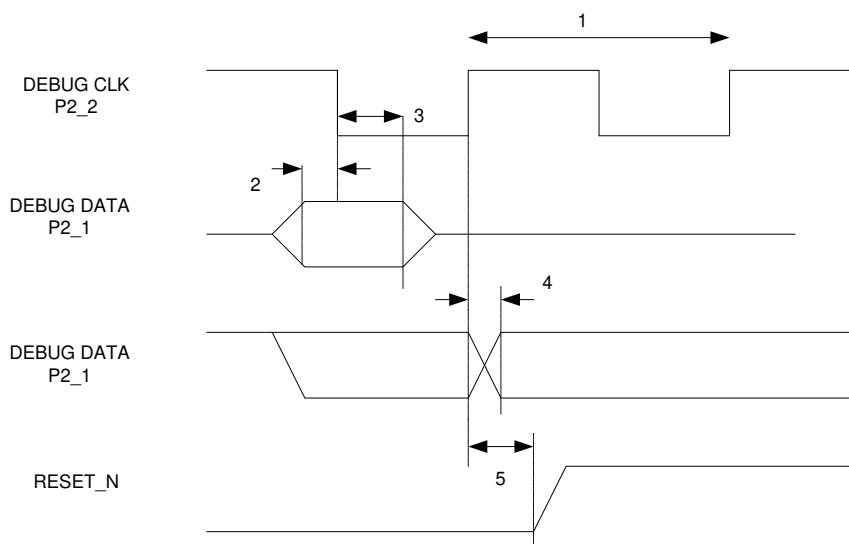 1
DEBUG CLK
P2_2
3
2
DEBUG DATA
P2_1
4
DEBUG DATA
P2_1
5
RESET_N